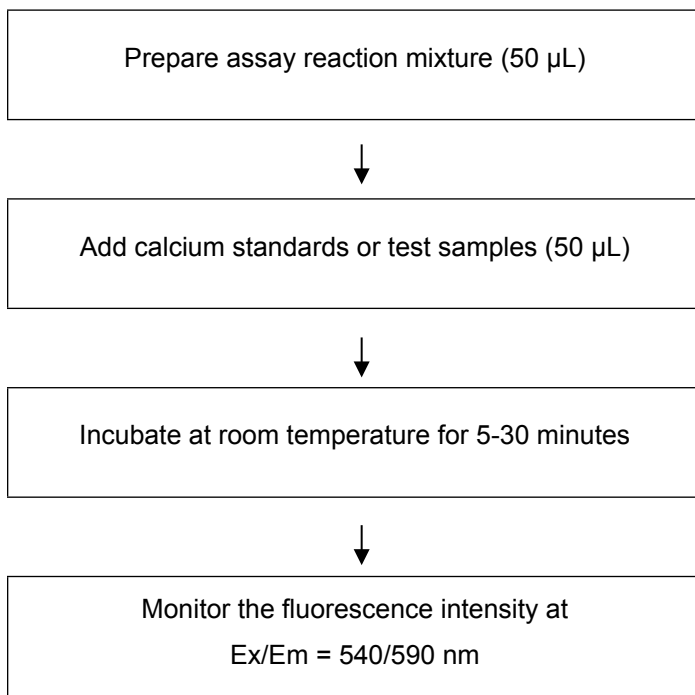 Prepare assay reaction mixture (50 µL)
Add calcium standards or test samples (50 µL)
Incubate at room temperature for 5-30 minutes
Monitor the fluorescence intensity at
Ex/Em = 540/590 nm